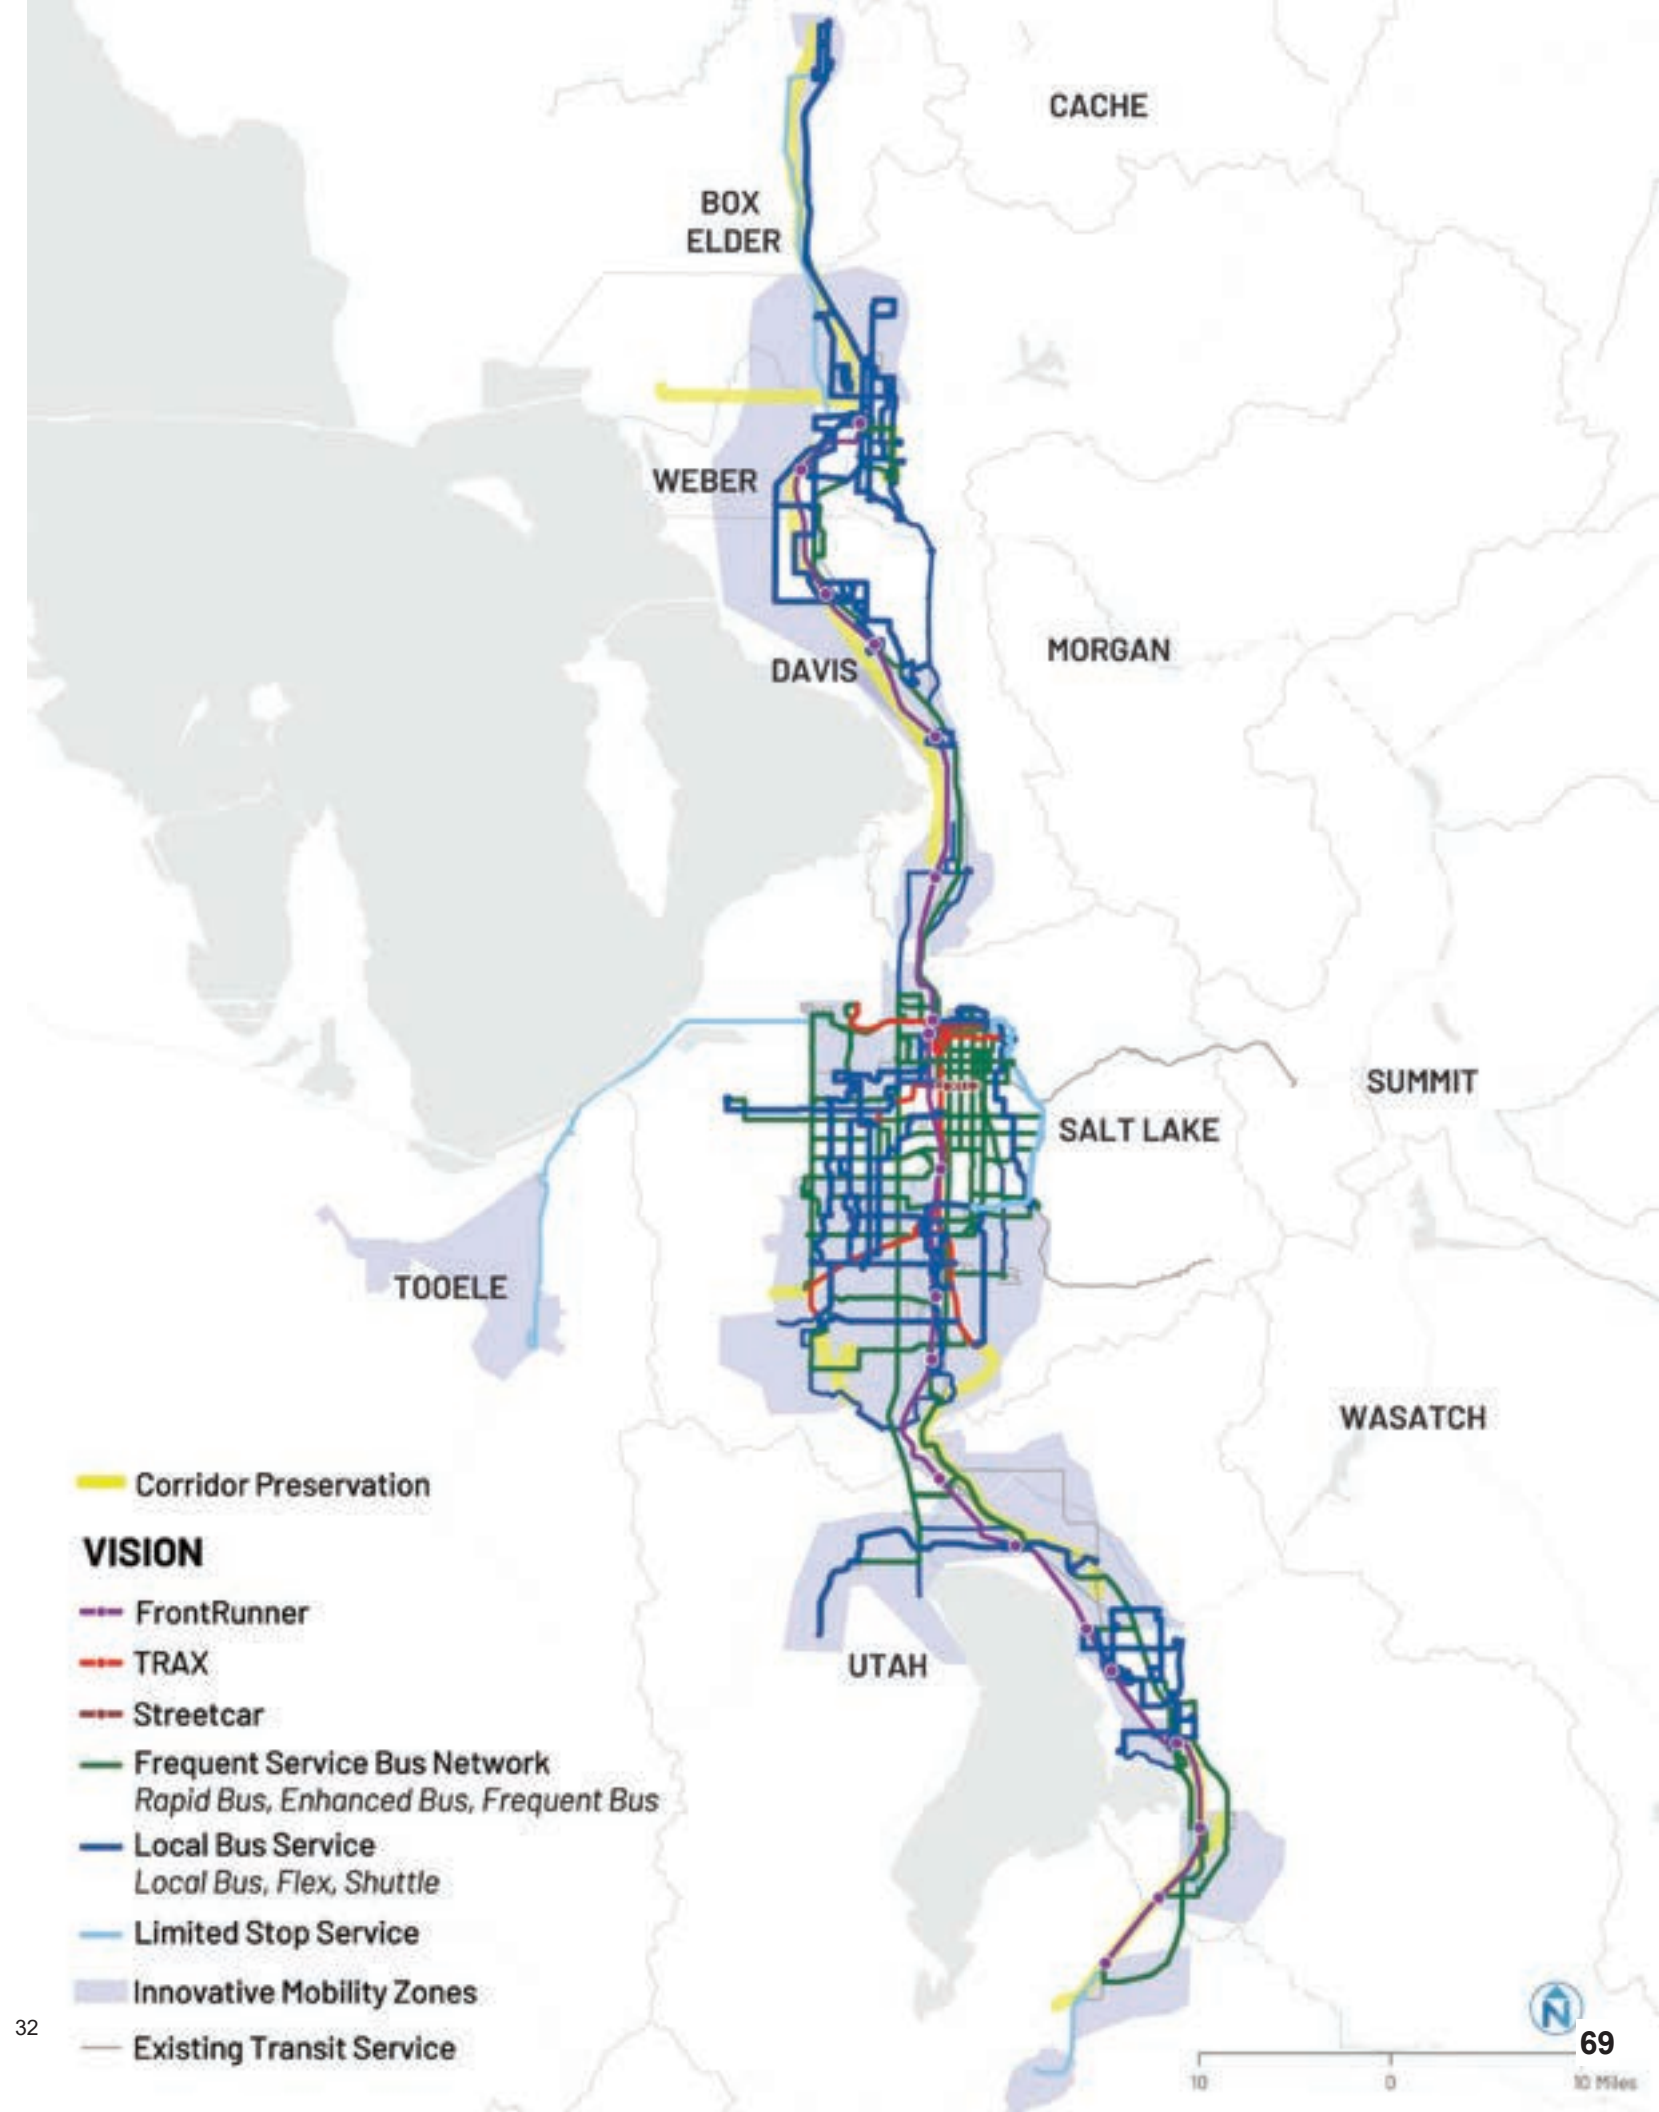 CACHE
BOX
ELDER
WEBER
MORGAN
DAVIS
SUMMIT
SALT LAKE
TOOELE
WASATCH
Corridor Preservation
VISION
FrontRunner
UTAH
TRAX
Streetcar
Frequent Service Bus Network
Rapid Bus, Enhanced Bus, Frequent Bus
Local Bus Service
Local Bus, Flex, Shuttle
Limited Stop Service
Innovative Mobility Zones
N
32
69
Existing Transit Service
10 0 10 Miles